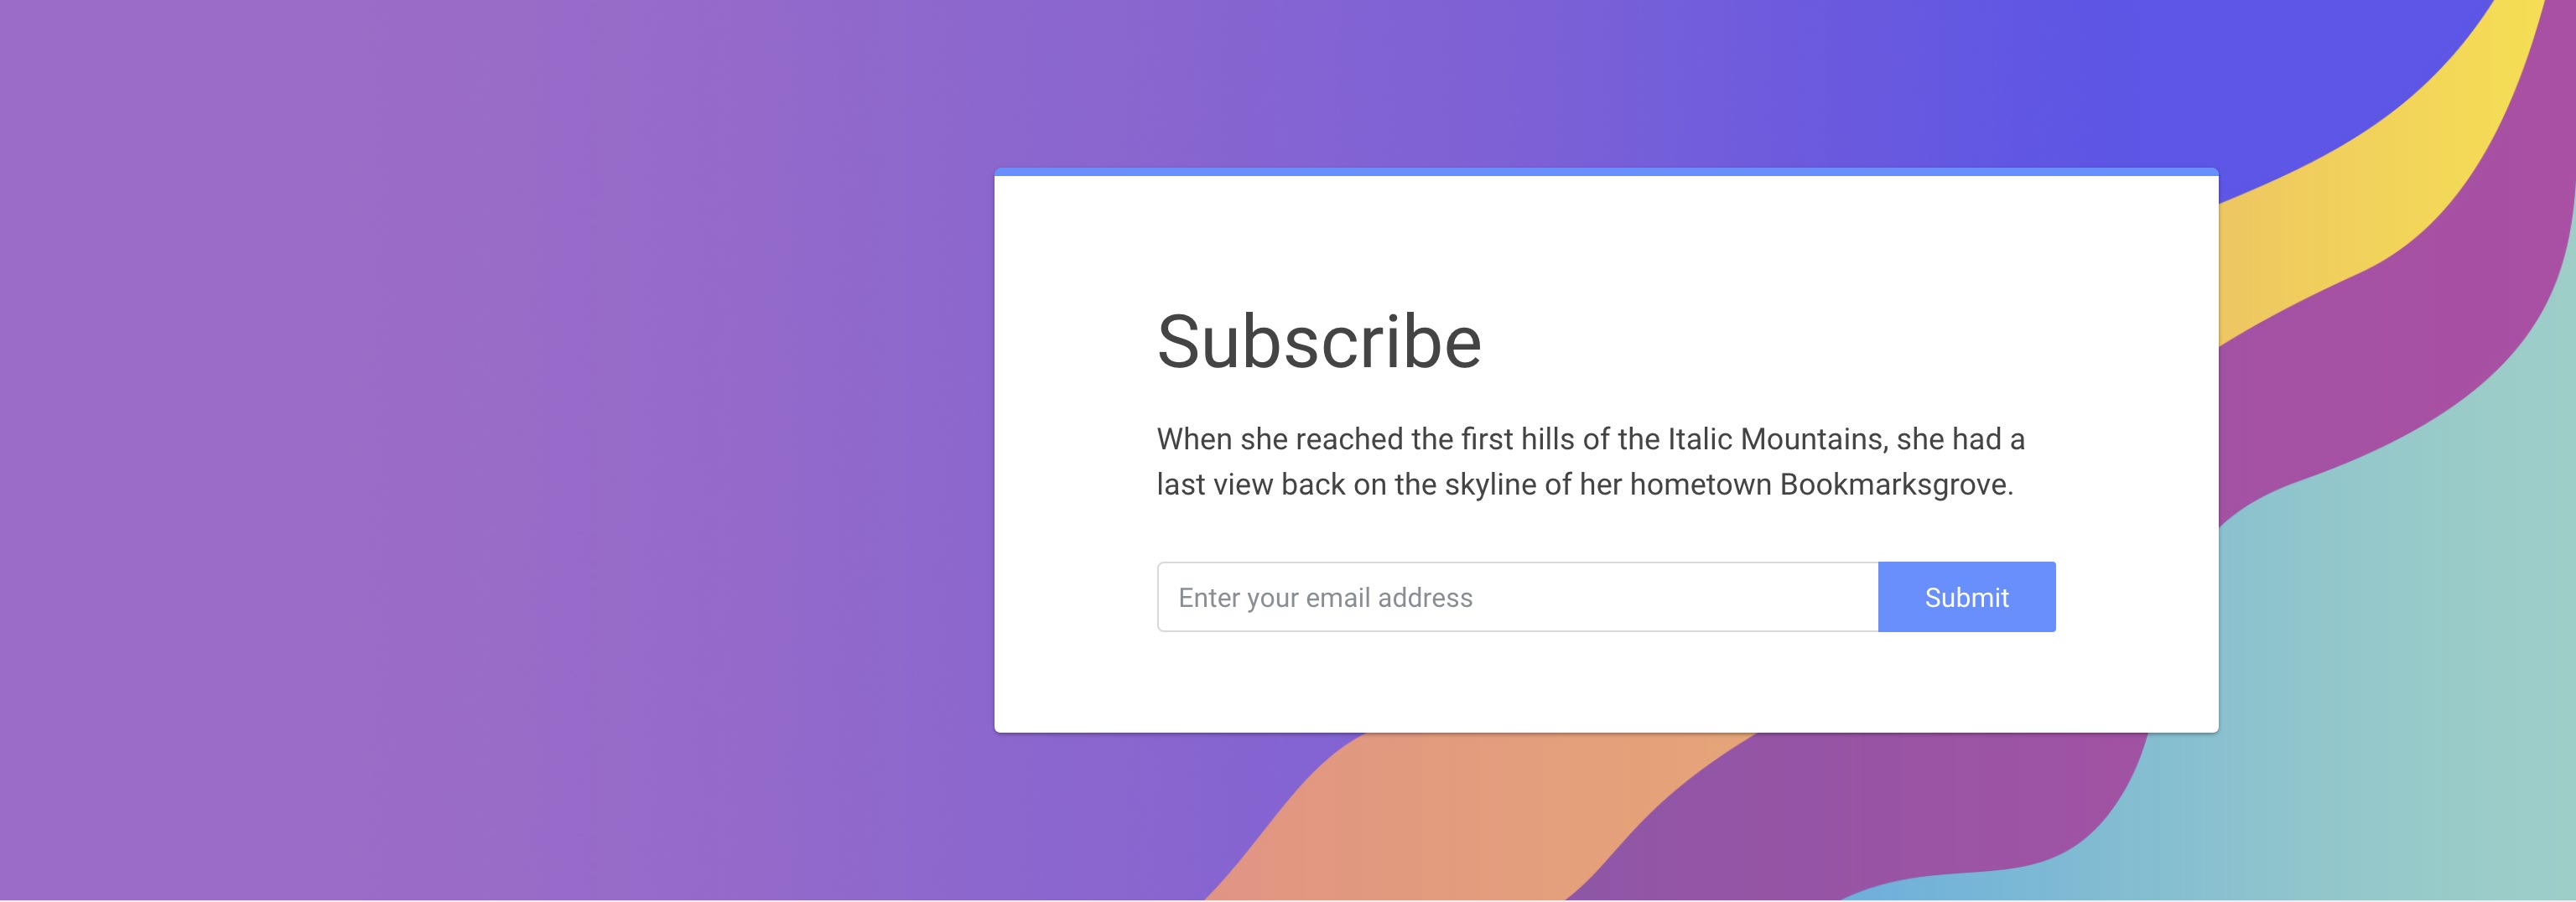 Subscribe
When she reached the first hills of the Italic Mountains, she had a
last view back on the skyline of her hometown Bookmarksgrove.
Enter your email address
Submit